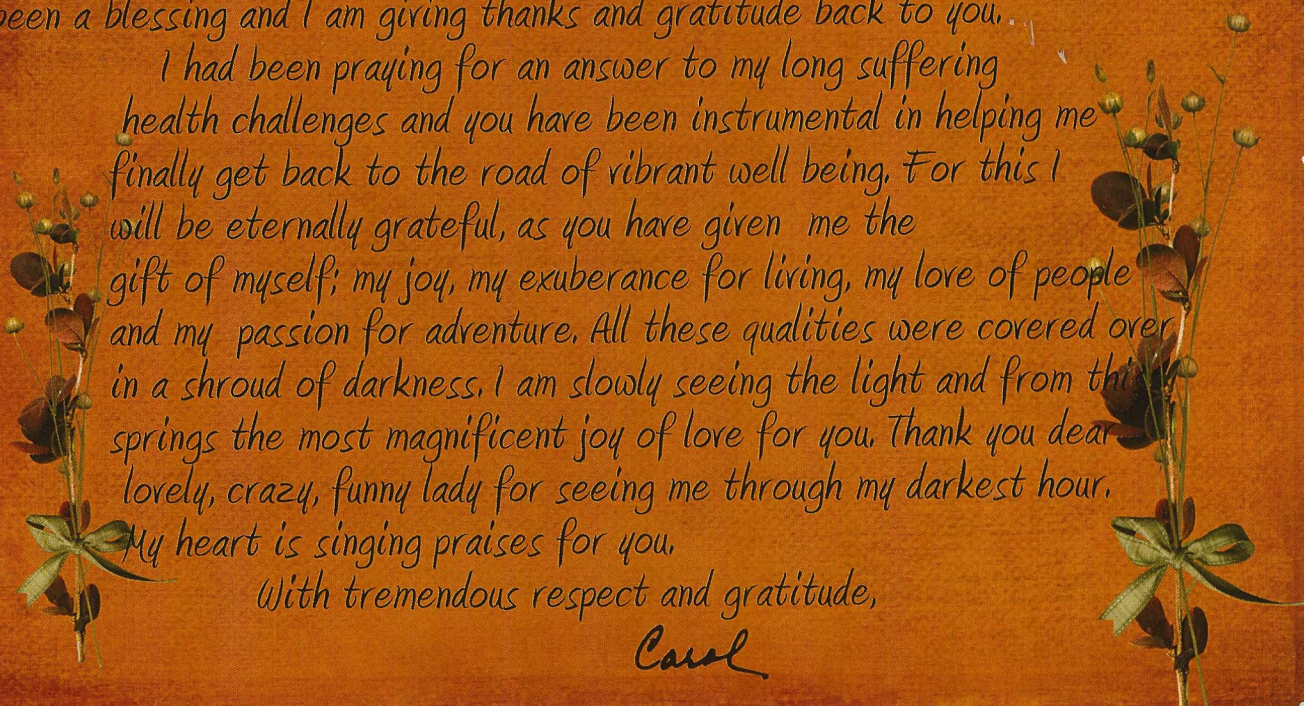 been a blessing and I am giving thanks and gratitude back to you.
I had been praying for an answer to my long suffering
health challenges and you have been instrumental in helping me
finally get back to the road of vibrant well being. For this I
will be eternally grateful, as you have given me the
gift of myself; my joy, my exuberance for living, my love of people
and my passion for adventure. All these qualities were covered over
in a shroud of darkness. I am slowly seeing the light and from this
springs the most magnificent joy of love for you. Thank you dear
lovely, crazy, funny lady for seeing me through my darkest hour.
My heart is singing praises for you.
With tremendous respect and gratitude,
Carol